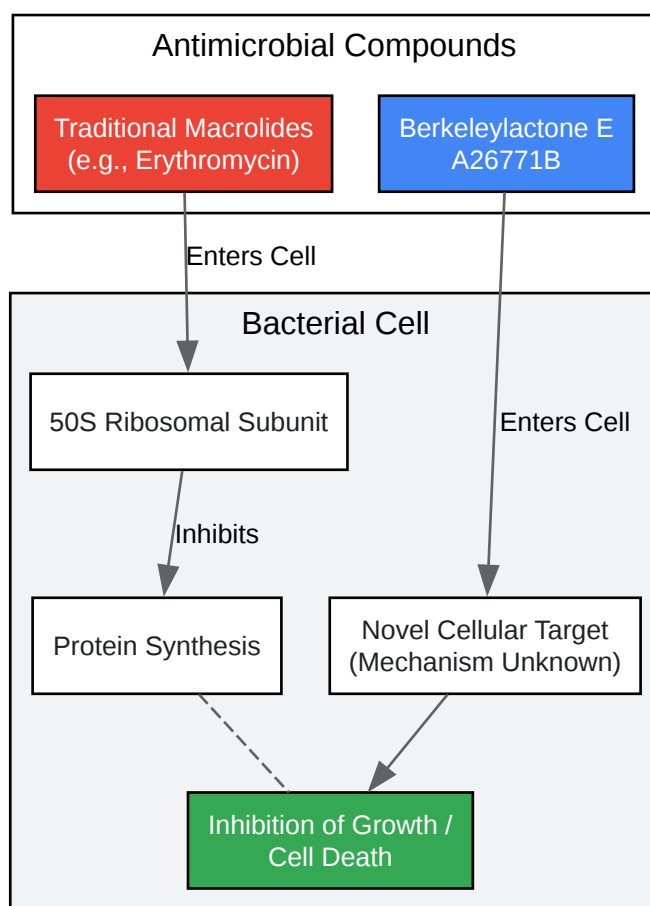 Antimicrobial Compounds
Traditional Macrolides
(e.g., Erythromycin)
Berkeleylactone E
A26771B
Enters Cell
Bacterial Cell
50S Ribosomal Subunit
Enters Cell
Inhibits
Protein Synthesis
Novel Cellular Target
(Mechanism Unknown)
Inhibition of Growth /
Cell Death